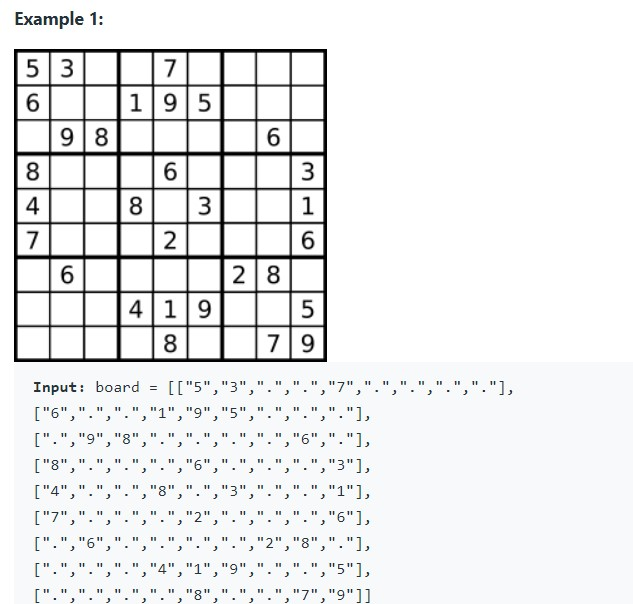 Example 1:
5 3 7
6 1 9 5
9 8 6
8 6 3
4 8 3 1
7 2 6
6 2 8
4 1 9 5
8 7 9
Input: board = [["5","3",".",".","7",".",".",".","."],
["6",".",".","1","9","5",".",".","."],
[".","9","8",".",".",".",".","6","."],
["8",".",".",".","6",".",".",".","3"],
["4",".",".","8",".","3",".",".","1"],
["7",".",".",".","2",".",".",".","6"],
[".","6",".",".",".",".","2","8","."],
[".",".",".","4","1","9",".",".","5"],
[".",".",".",".","8",".",".","7","9"]]